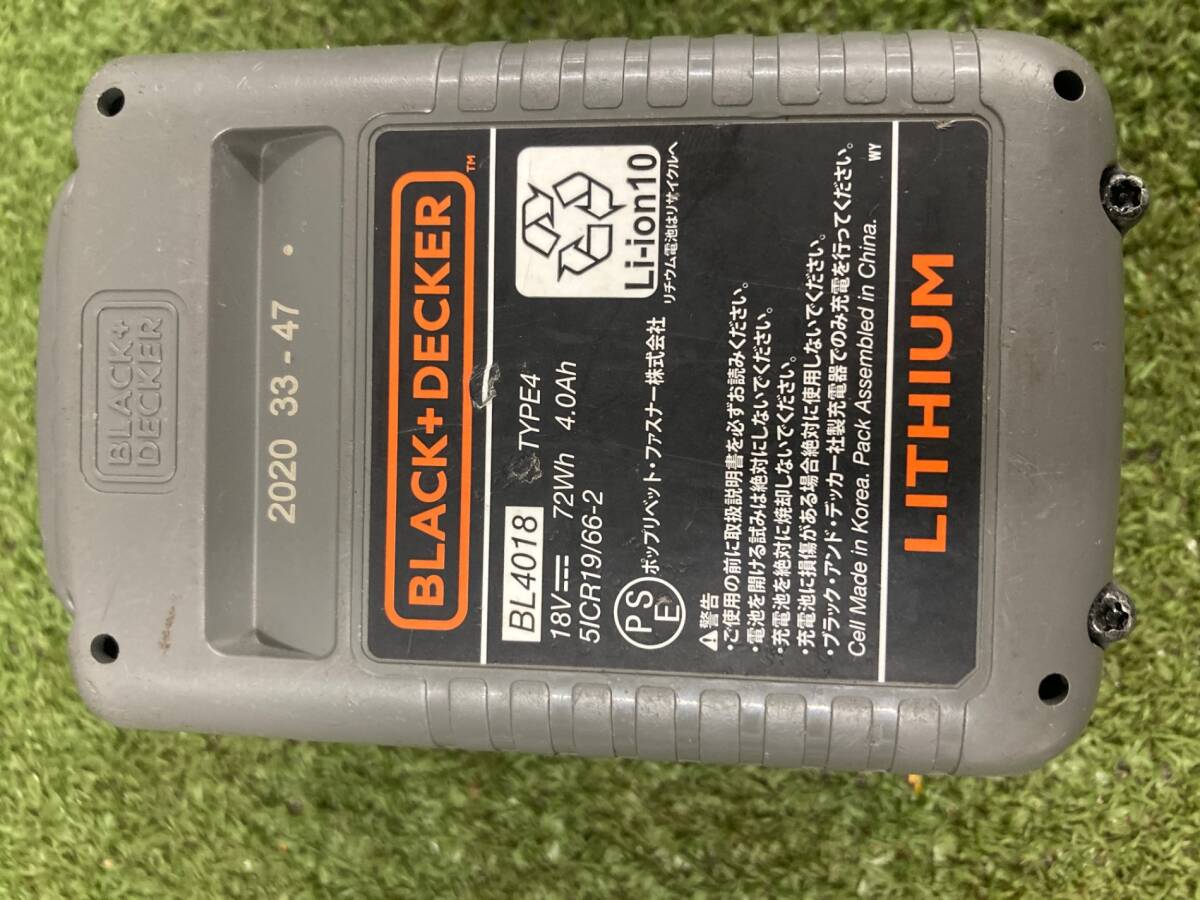 BLACK+
DECKER
2020 33-47
BLACK+DECKER™
BL4018 TYPE4
18V 72Wh 4.0Ah
5ICR19/66-2
PSE ポップリベット・ファスナー株式会社
Li-ion10
リチウム電池はリサイクルへ
警告
・ご使用の前に取扱説明書を必ずお読みください。
・電池を開ける試みは絶対にしないでください。
・充電池を絶対に焼却しないでください。
・充電池に損傷がある場合絶対に使用しないでください。
・ブラック・アンド・デッカー社製充電器でのみ充電を行ってください。
Cell Made in Korea. Pack Assembled in China.
WY
LITHIUM